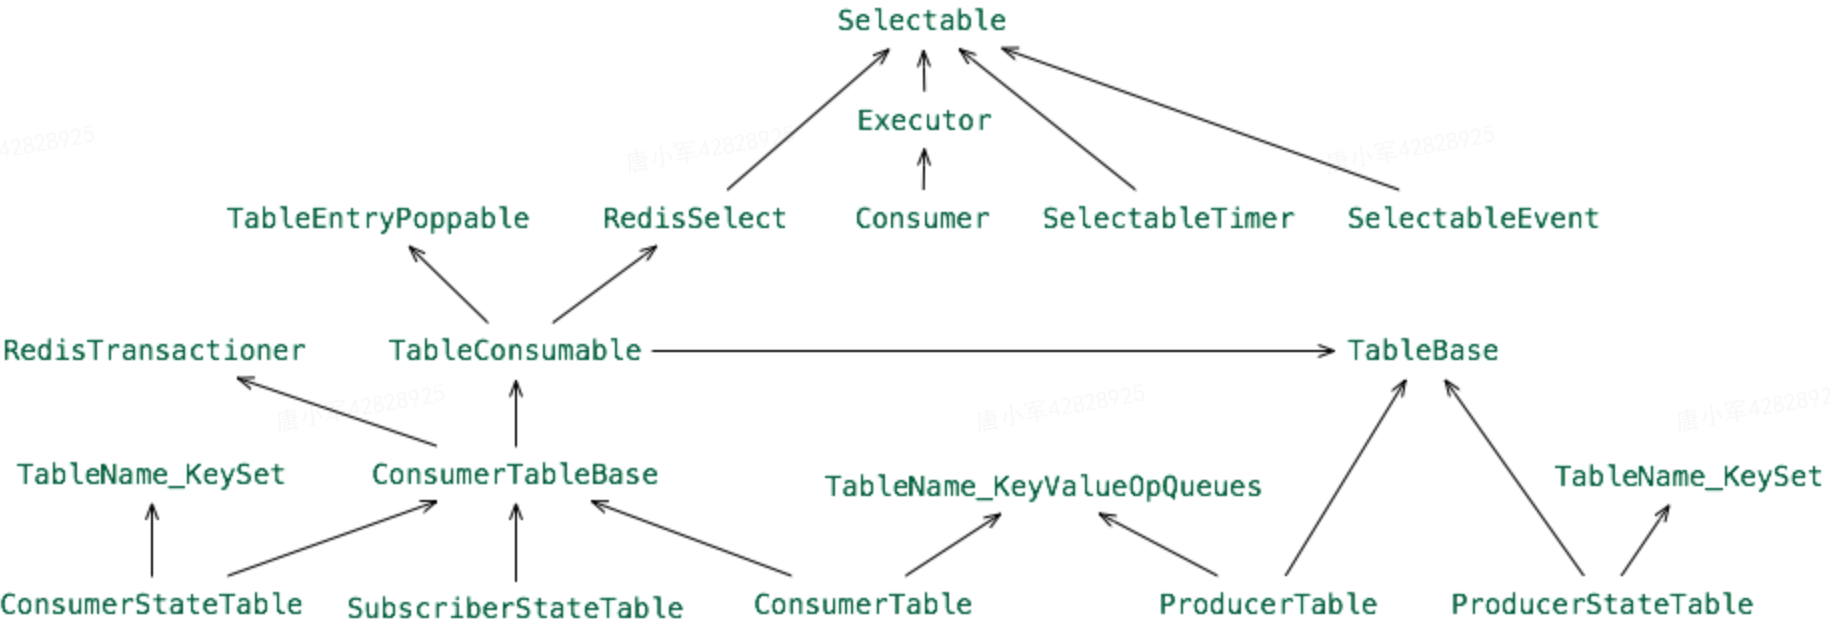 Selectable
Executor
唐小军42828925
42828925
唐小军42828925
TableEntryPoppable RedisSelect Consumer SelectableTimer SelectableEvent
RedisTransactioner TableConsumable TableBase
唐小军42828925
唐小军42828925
唐小军4282892
TableName_KeySet ConsumerTableBase TableName_KeyValueOpQueues TableName_KeySet
ConsumerStateTable SubscriberStateTable ConsumerTable ProducerTable ProducerStateTable